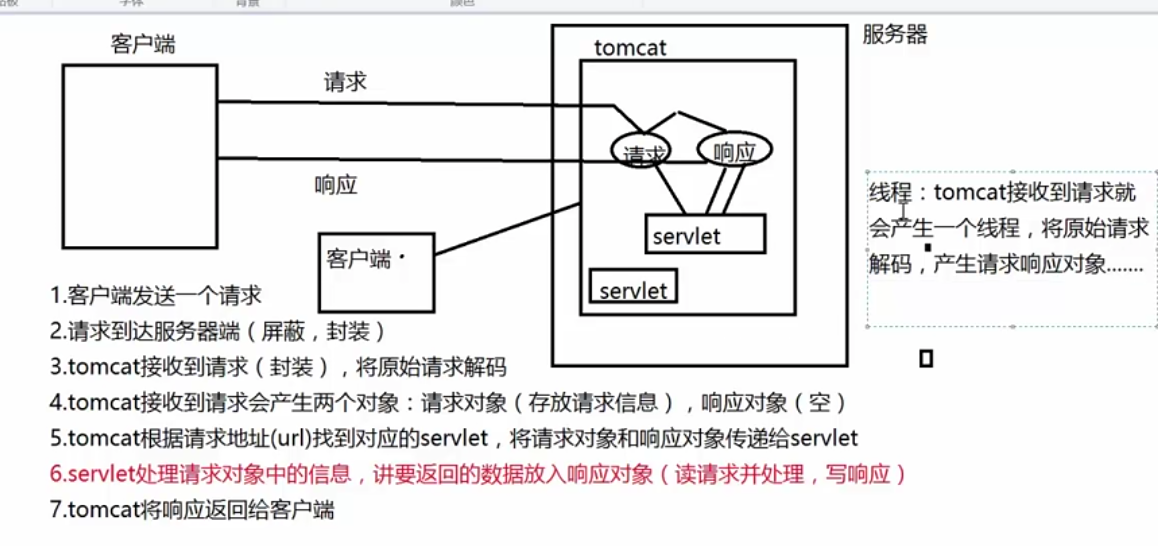 客户端
tomcat
服务器
请求
请求
响应
响应
线程：tomcat接收到请求就
会产生一个线程，将原始请求
解码，产生请求响应对象.......
servlet
客户端
servlet
1.客户端发送一个请求
2.请求到达服务器端（屏蔽，封装）
3.tomcat接收到请求（封装），将原始请求解码
4.tomcat接收到请求会产生两个对象：请求对象（存放请求信息），响应对象（空）
5.tomcat根据请求地址(url)找到对应的servlet，将请求对象和响应对象传递给servlet
6.servlet处理请求对象中的信息，讲要返回的数据放入响应对象（读请求并处理，写响应）
7.tomcat将响应返回给客户端